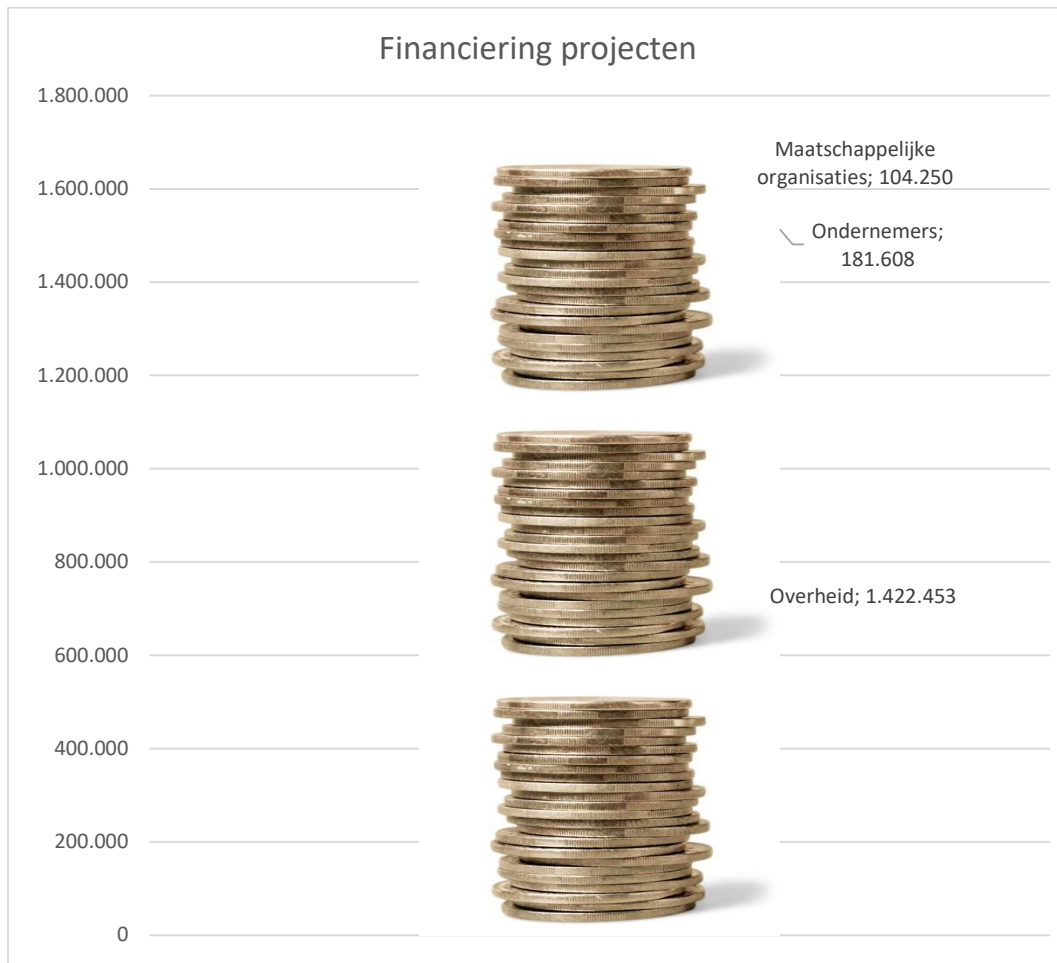 Financiering projecten
1.800.000
1.600.000
1.400.000
1.200.000
1.000.000
800.000
600.000
400.000
200.000
0
Maatschappelijke
organisaties; 104.250
Ondernemers;
181.608
Overheid; 1.422.453